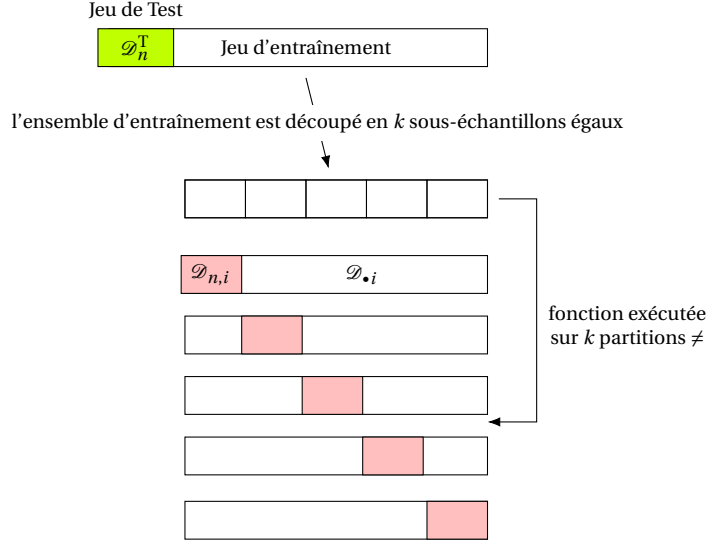 Jeu de Test
𝒟ₙᵀ Jeu d'entraînement
l'ensemble d'entraînement est découpé en k sous-échantillons égaux
𝒟ₙ,ᵢ 𝒟•ᵢ
fonction exécutée
sur k partitions ≠